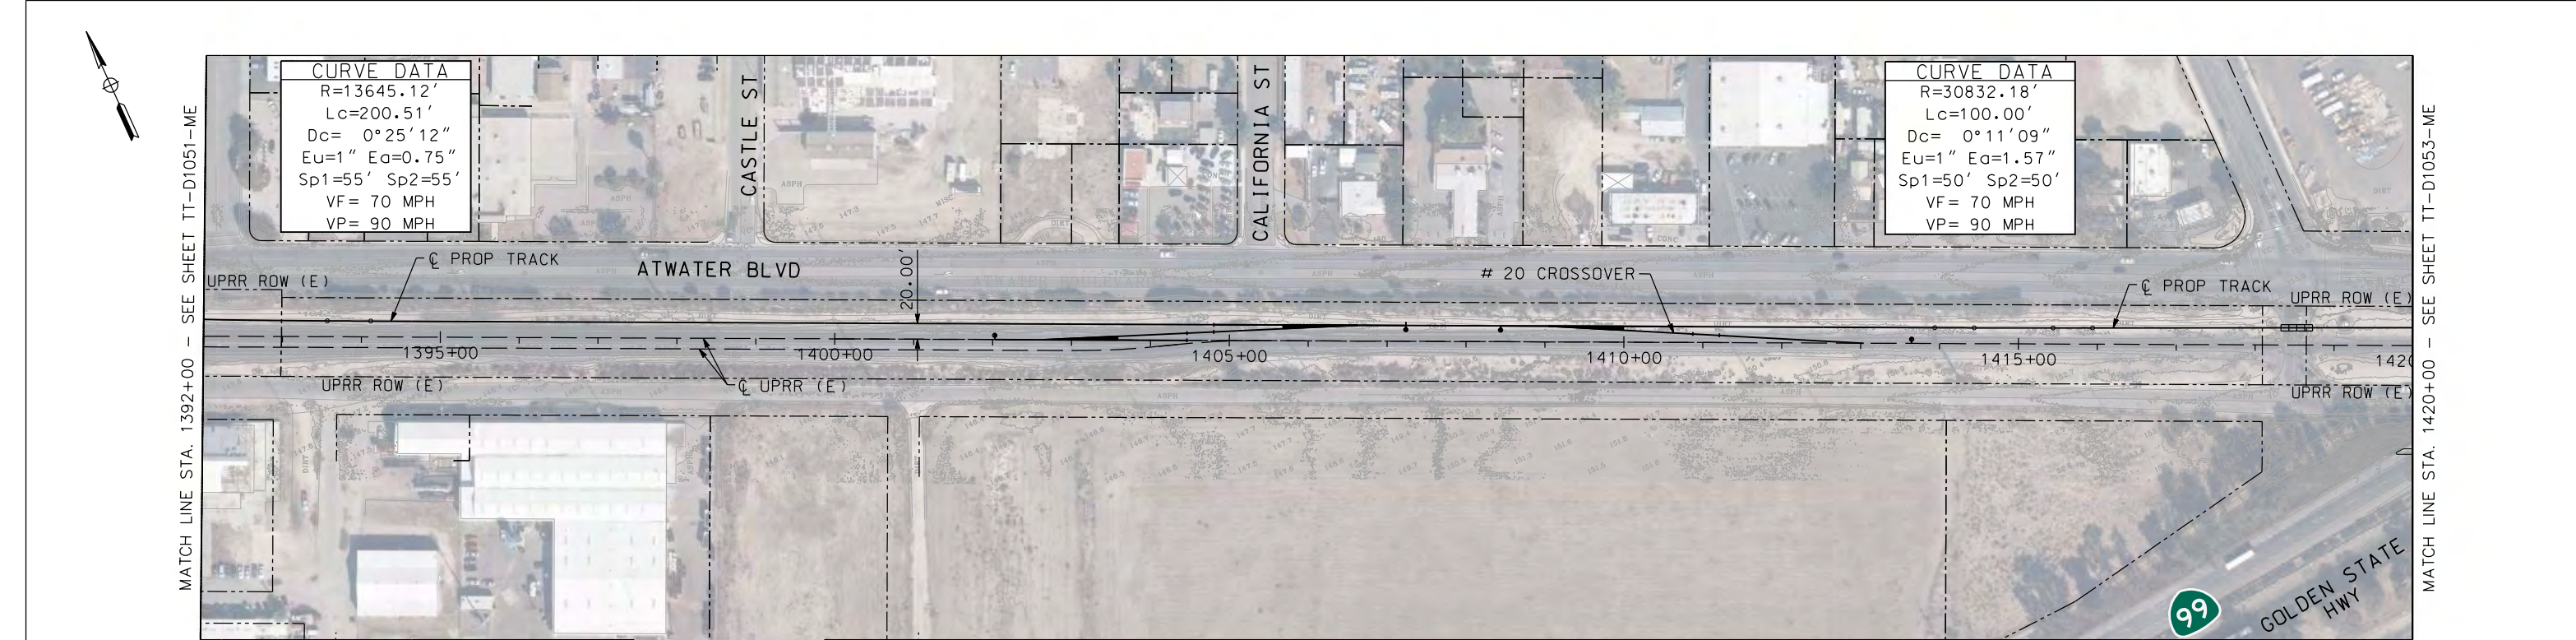 CURVE DATA
R=13645.12'
Lc=200.51'
Dc= 0°25'12"
Eu=1" Ea=0.75"
Sp1=55' Sp2=55'
VF= 70 MPH
VP= 90 MPH
CASTLE ST
CALIFORNIA ST
CURVE DATA
R=30832.18'
Lc=100.00'
Dc= 0°11'09"
Eu=1" Ea=1.57"
Sp1=50' Sp2=50'
VF= 70 MPH
VP= 90 MPH
MATCH LINE STA. 1392+00 - SEE SHEET TT-D1051-ME
MATCH LINE STA. 1420+00 - SEE SHEET TT-D1053-ME
℄ PROP TRACK
ATWATER BLVD
20.00'
# 20 CROSSOVER
℄ PROP TRACK
UPRR ROW (E)
UPRR ROW (E)
1395+00
1400+00
1405+00
1410+00
1415+00
1420
UPRR ROW (E)
℄ UPRR (E)
UPRR ROW (E)
99
GOLDEN STATE
HWY